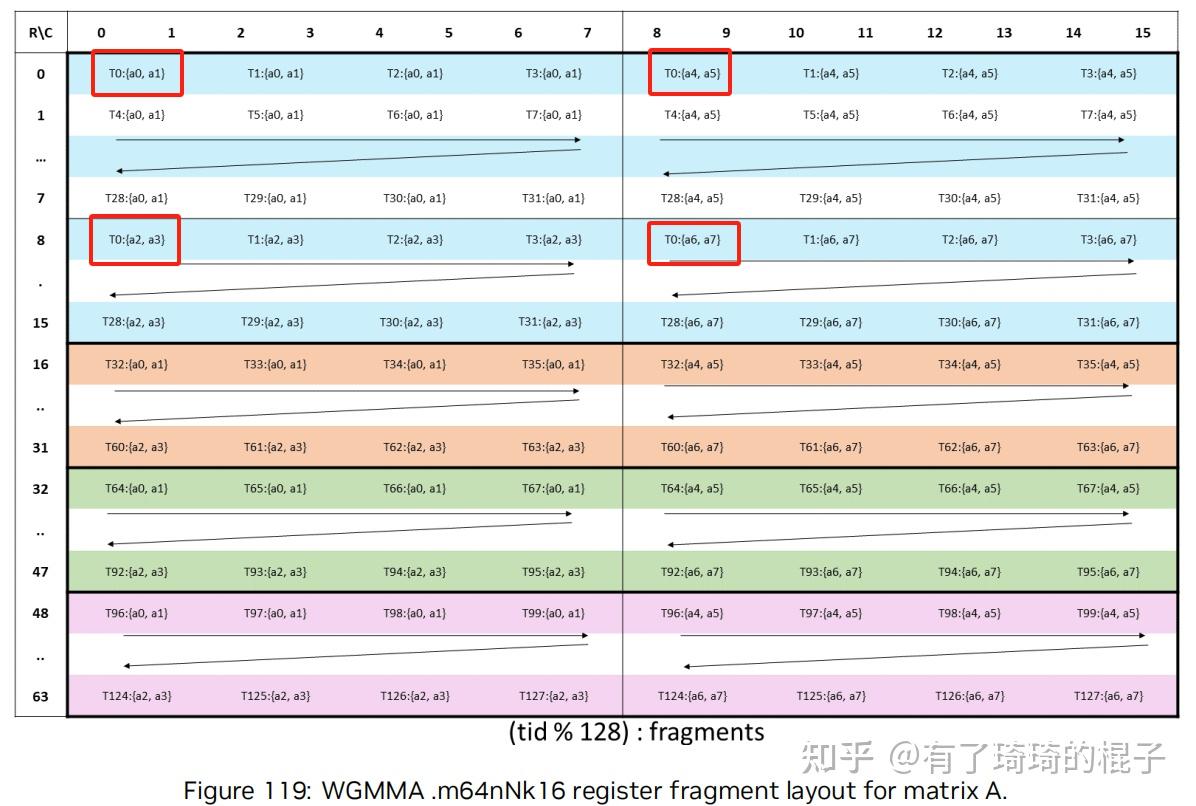 R\C 0 1 2 3 4 5 6 7 8 9 10 11 12 13 14 15
0 T0:{a0, a1} T1:{a0, a1} T2:{a0, a1} T3:{a0, a1} T0:{a4, a5} T1:{a4, a5} T2:{a4, a5} T3:{a4, a5}
1 T4:{a0, a1} T5:{a0, a1} T6:{a0, a1} T7:{a0, a1} T4:{a4, a5} T5:{a4, a5} T6:{a4, a5} T7:{a4, a5}
...
7 T28:{a0, a1} T29:{a0, a1} T30:{a0, a1} T31:{a0, a1} T28:{a4, a5} T29:{a4, a5} T30:{a4, a5} T31:{a4, a5}
8 T0:{a2, a3} T1:{a2, a3} T2:{a2, a3} T3:{a2, a3} T0:{a6, a7} T1:{a6, a7} T2:{a6, a7} T3:{a6, a7}
.
15 T28:{a2, a3} T29:{a2, a3} T30:{a2, a3} T31:{a2, a3} T28:{a6, a7} T29:{a6, a7} T30:{a6, a7} T31:{a6, a7}
16 T32:{a0, a1} T33:{a0, a1} T34:{a0, a1} T35:{a0, a1} T32:{a4, a5} T33:{a4, a5} T34:{a4, a5} T35:{a4, a5}
..
31 T60:{a2, a3} T61:{a2, a3} T62:{a2, a3} T63:{a2, a3} T60:{a6, a7} T61:{a6, a7} T62:{a6, a7} T63:{a6, a7}
32 T64:{a0, a1} T65:{a0, a1} T66:{a0, a1} T67:{a0, a1} T64:{a4, a5} T65:{a4, a5} T66:{a4, a5} T67:{a4, a5}
..
47 T92:{a2, a3} T93:{a2, a3} T94:{a2, a3} T95:{a2, a3} T92:{a6, a7} T93:{a6, a7} T94:{a6, a7} T95:{a6, a7}
48 T96:{a0, a1} T97:{a0, a1} T98:{a0, a1} T99:{a0, a1} T96:{a4, a5} T97:{a4, a5} T98:{a4, a5} T99:{a4, a5}
..
63 T124:{a2, a3} T125:{a2, a3} T126:{a2, a3} T127:{a2, a3} T124:{a6, a7} T125:{a6, a7} T126:{a6, a7} T127:{a6, a7}
(tid % 128) : fragments
知乎 @有了琦琦的棍子
Figure 119: WGMMA .m64nNk16 register fragment layout for matrix A.